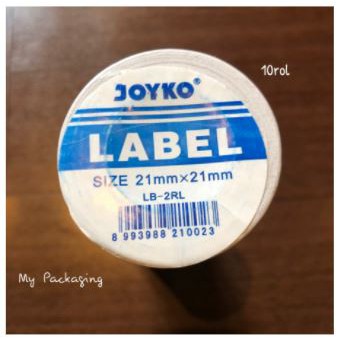 10rol
JOYKO®
LABEL
SIZE 21mm×21mm
LB-2RL
8 993988 210023
My Packaging